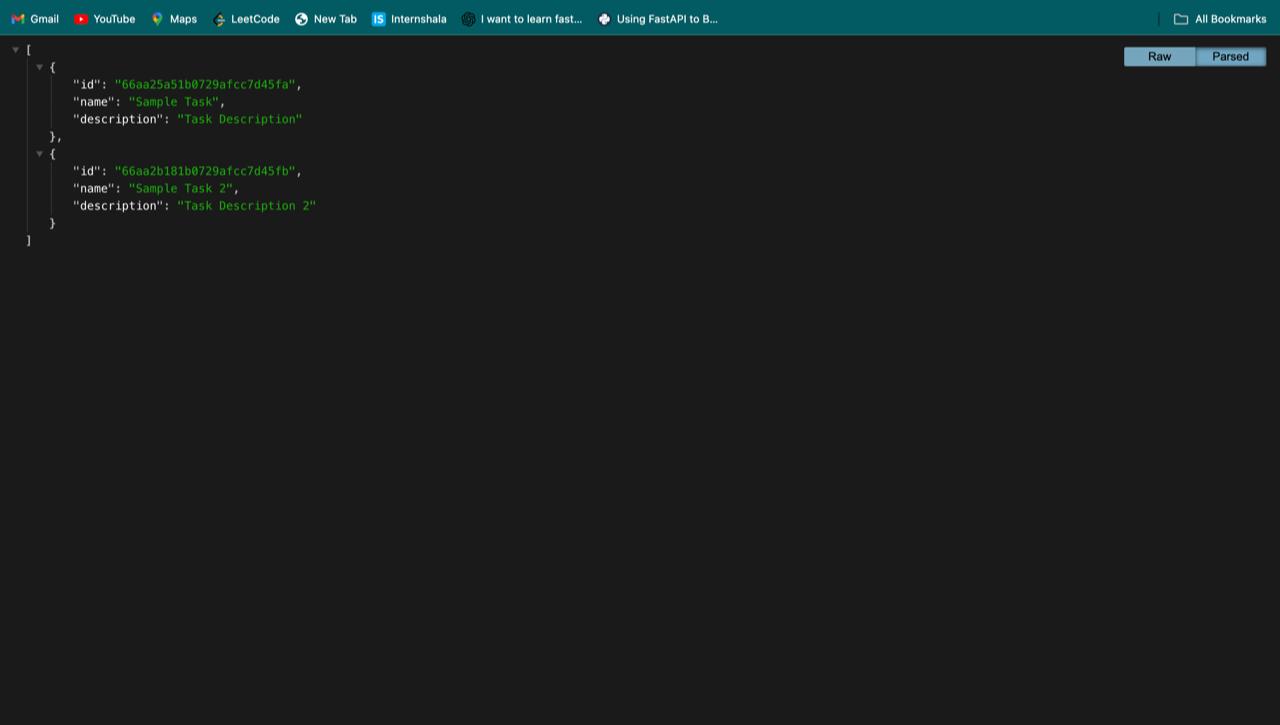 Gmail YouTube Maps LeetCode New Tab IS Internshala I want to learn fast... Using FastAPI to B... All Bookmarks
Raw Parsed
[
{
"id": "66aa25a51b0729afcc7d45fa",
"name": "Sample Task",
"description": "Task Description"
},
{
"id": "66aa2b181b0729afcc7d45fb",
"name": "Sample Task 2",
"description": "Task Description 2"
}
]